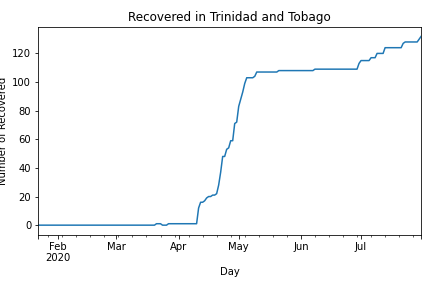 Recovered in Trinidad and Tobago
Number of Recovered
120
100
80
60
40
20
0
Feb
2020
Mar
Apr
May
Jun
Jul
Day